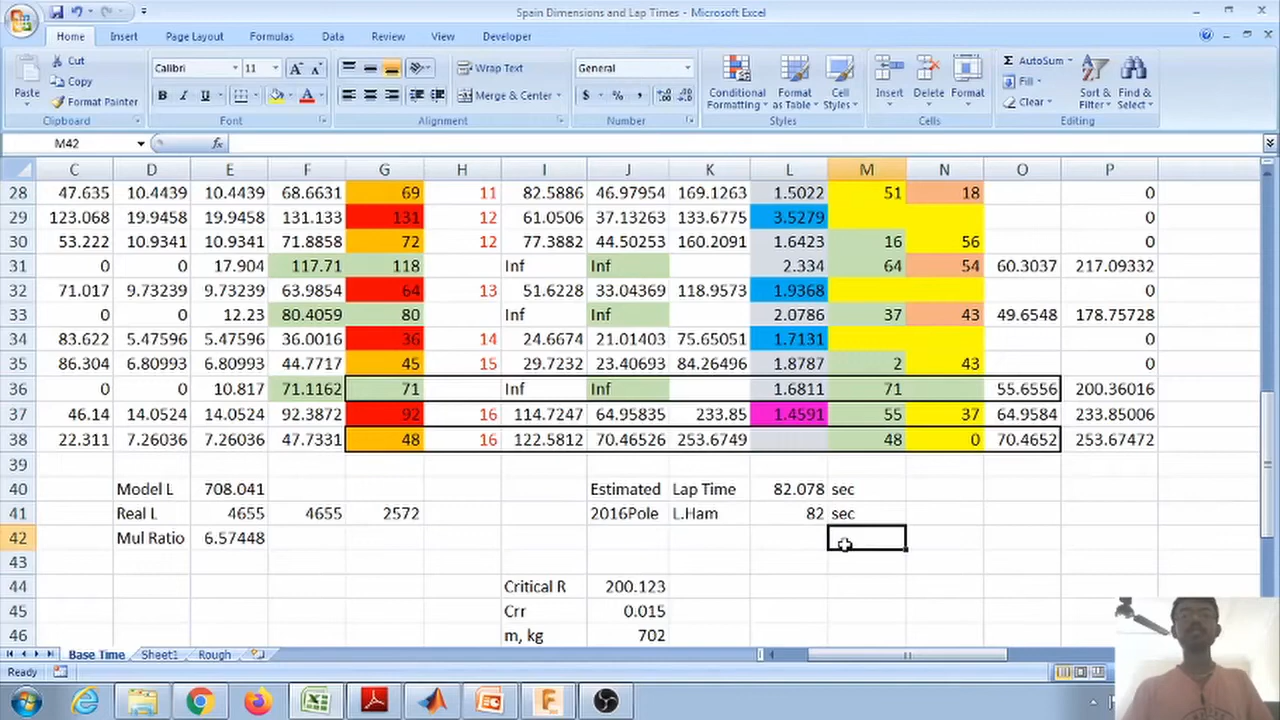 Spain Dimensions and Lap Times - Microsoft Excel
Home Insert Page Layout Formulas Data Review View Developer
Paste Cut Copy Format Painter
Calibri 11 A A
B I U A
Wrap Text
Merge & Center
General
$ % ,
Conditional Formatting Format as Table Cell Styles
Insert Delete Format
Σ AutoSum Fill Clear
Sort & Filter Find & Select
Clipboard Font Alignment Number Styles Cells Editing
M42 fx
C D E F G H I J K L M N O P
28 47.635 10.4439 10.4439 68.6631 69 11 82.5886 46.97954 169.1263 1.5022 51 18 0
29 123.068 19.9458 19.9458 131.133 131 12 61.0506 37.13263 133.6775 3.5279 0
30 53.222 10.9341 10.9341 71.8858 72 12 77.3882 44.50253 160.2091 1.6423 16 56 0
31 0 0 17.904 117.71 118 Inf Inf 2.334 64 54 60.3037 217.09332
32 71.017 9.73239 9.73239 63.9854 64 13 51.6228 33.04369 118.9573 1.9368 0
33 0 0 12.23 80.4059 80 Inf Inf 2.0786 37 43 49.6548 178.75728
34 83.622 5.47596 5.47596 36.0016 36 14 24.6674 21.01403 75.65051 1.7131 0
35 86.304 6.80993 6.80993 44.7717 45 15 29.7232 23.40693 84.26496 1.8787 2 43 0
36 0 0 10.817 71.1162 71 Inf Inf 1.6811 71 55.6556 200.36016
37 46.14 14.0524 14.0524 92.3872 92 16 114.7247 64.95835 233.85 1.4591 55 37 64.9584 233.85006
38 22.311 7.26036 7.26036 47.7331 48 16 122.5812 70.46526 253.6749 48 0 70.4652 253.67472
39
40 Model L 708.041 Estimated Lap Time 82.078 sec
41 Real L 4655 4655 2572 2016Pole L.Ham 82 sec
42 Mul Ratio 6.57448
43
44 Critical R 200.123
45 Crr 0.015
46 m, kg 702
Base Time Sheet1 Rough
Ready